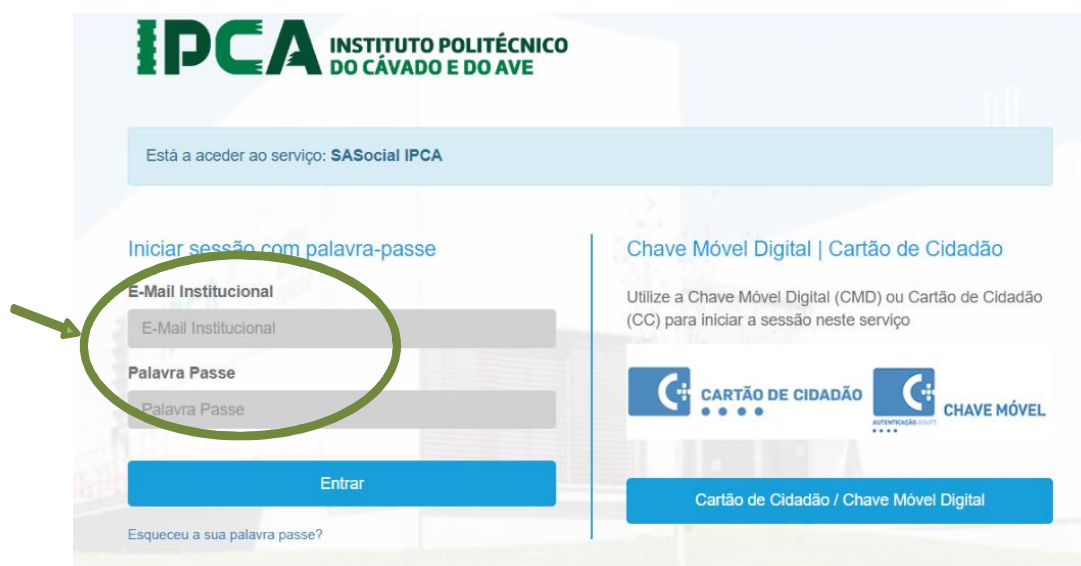 IPCA INSTITUTO POLITÉCNICO
DO CÁVADO E DO AVE
Está a aceder ao serviço: SASocial IPCA
Iniciar sessão com palavra-passe
E-Mail Institucional
E-Mail Institucional
Palavra Passe
Palavra Passe
Entrar
Esqueceu a sua palavra passe?
Chave Móvel Digital | Cartão de Cidadão
Utilize a Chave Móvel Digital (CMD) ou Cartão de Cidadão
(CC) para iniciar a sessão neste serviço
CARTÃO DE CIDADÃO
CHAVE MÓVEL
AUTENTICAÇÃO.GOV.PT
Cartão de Cidadão / Chave Móvel Digital